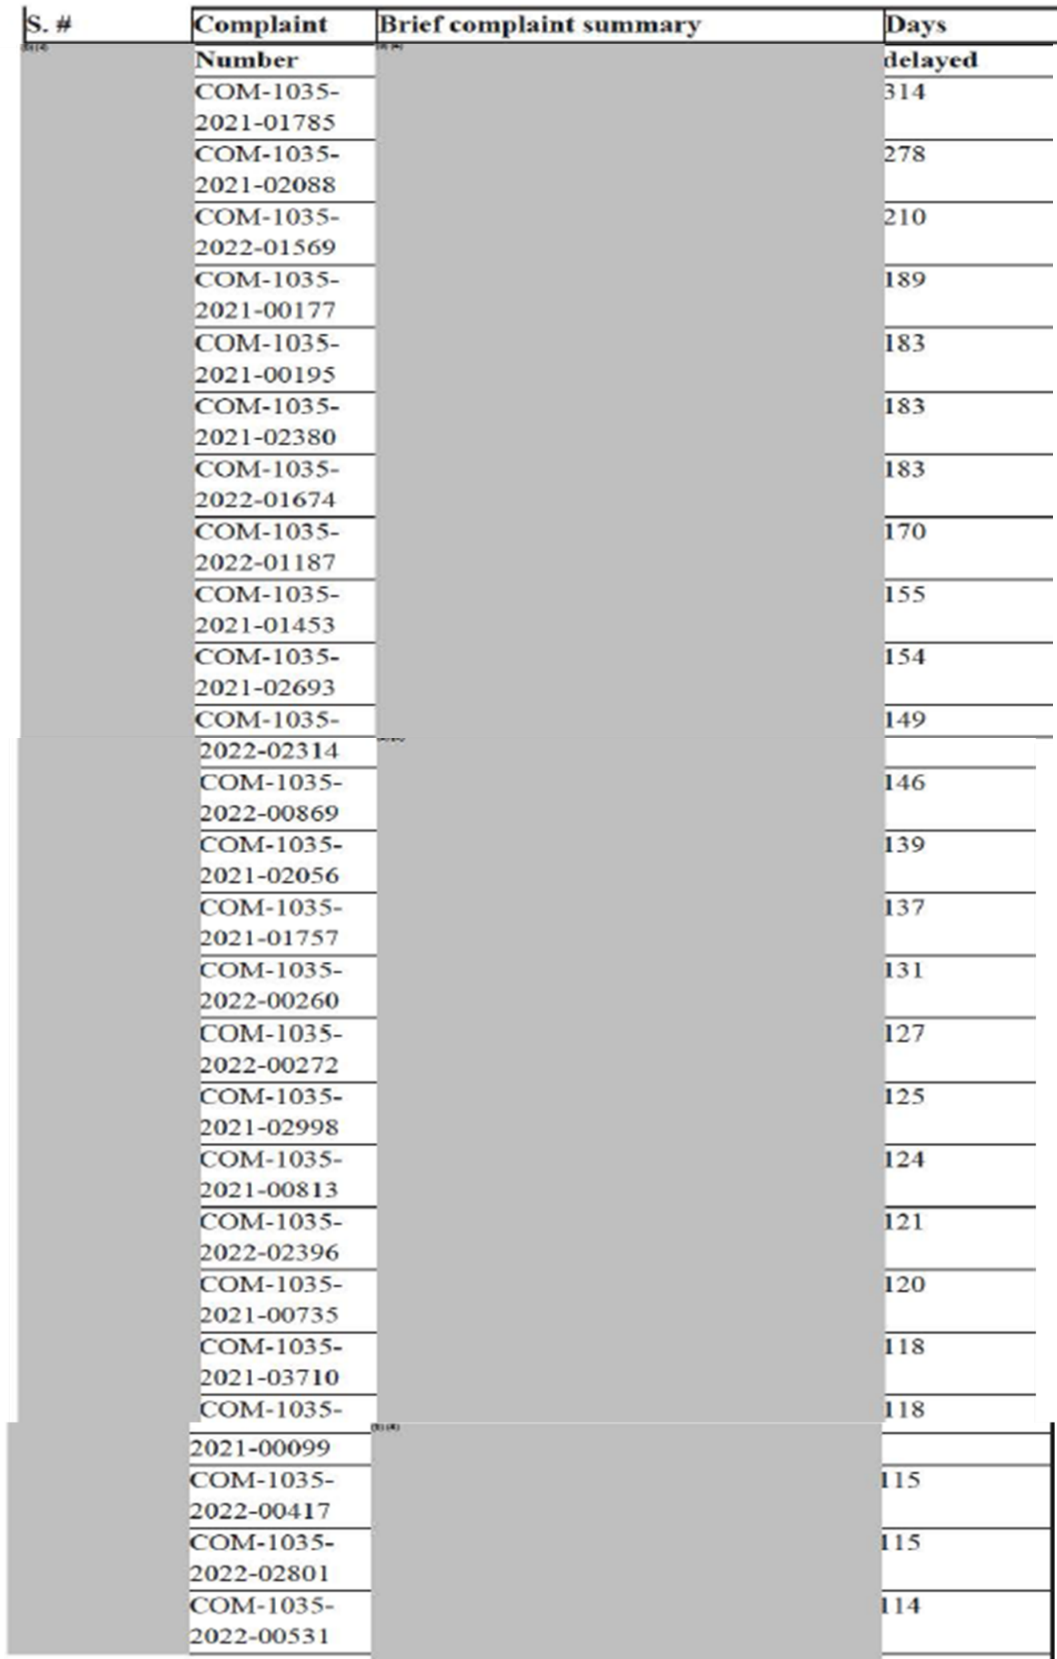 S. # Complaint Brief complaint summary Days
(b) (4) Number (b) (4) delayed
COM-1035- 314
2021-01785
COM-1035- 278
2021-02088
COM-1035- 210
2022-01569
COM-1035- 189
2021-00177
COM-1035- 183
2021-00195
COM-1035- 183
2021-02380
COM-1035- 183
2022-01674
COM-1035- 170
2022-01187
COM-1035- 155
2021-01453
COM-1035- 154
2021-02693
COM-1035- 149
2022-02314
COM-1035- 146
2022-00869
COM-1035- 139
2021-02056
COM-1035- 137
2021-01757
COM-1035- 131
2022-00260
COM-1035- 127
2022-00272
COM-1035- 125
2021-02998
COM-1035- 124
2021-00813
COM-1035- 121
2022-02396
COM-1035- 120
2021-00735
COM-1035- 118
2021-03710
COM-1035- 118
(b) (4)
2021-00099
COM-1035- 115
2022-00417
COM-1035- 115
2022-02801
COM-1035- 114
2022-00531